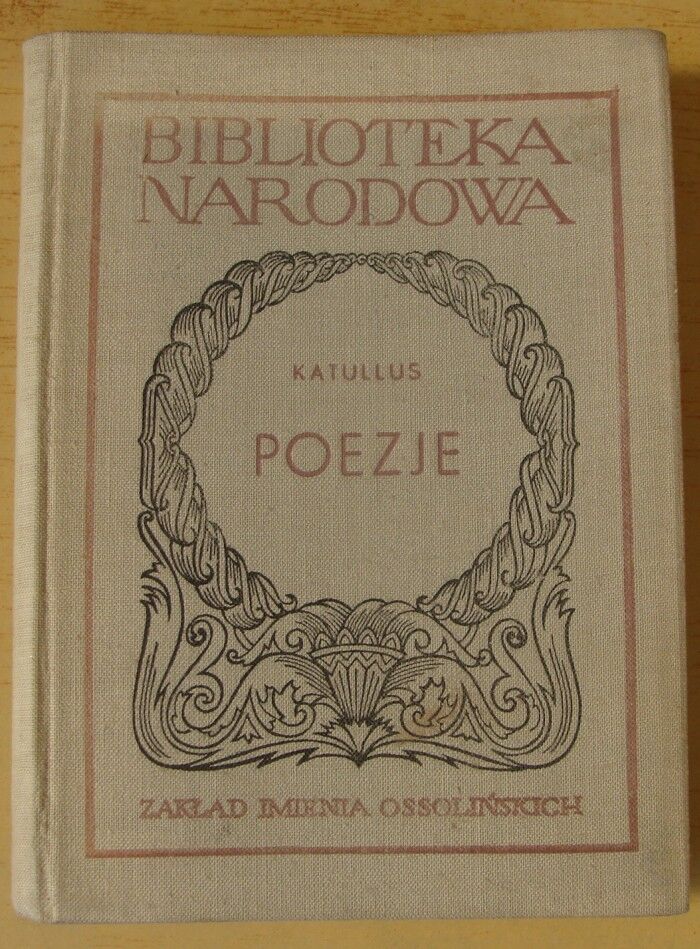 BIBLIOTEKA
NARODOWA
KATULLUS
POEZJE
ZAKŁAD IMIENIA OSSOLIŃSKICH